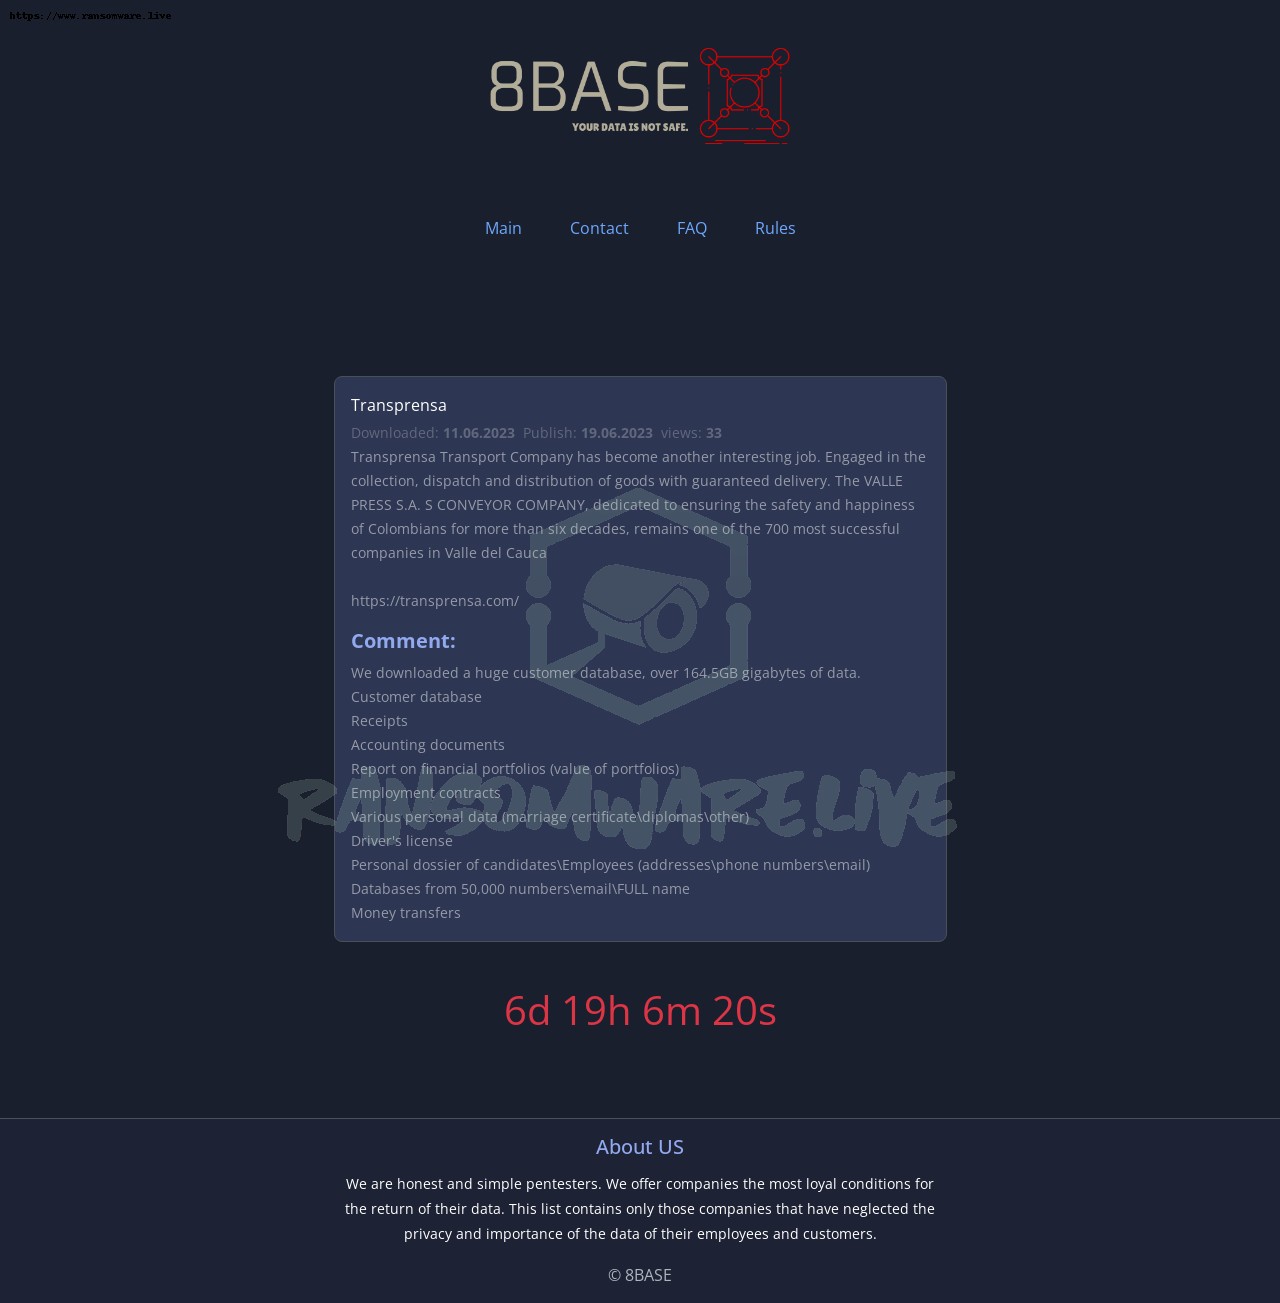 https://www.ransomware.live
8BASE
YOUR DATA IS NOT SAFE.
Main Contact FAQ Rules
Transprensa
Downloaded: 11.06.2023 Publish: 19.06.2023 views: 33
Transprensa Transport Company has become another interesting job. Engaged in the
collection, dispatch and distribution of goods with guaranteed delivery. The VALLE
PRESS S.A. S CONVEYOR COMPANY, dedicated to ensuring the safety and happiness
of Colombians for more than six decades, remains one of the 700 most successful
companies in Valle del Cauca
https://transprensa.com/
Comment:
We downloaded a huge customer database, over 164.5GB gigabytes of data.
Customer database
Receipts
Accounting documents
Report on financial portfolios (value of portfolios)
Employment contracts
RANSOMWARE.LIVE
Various personal data (marriage certificate\diplomas\other)
Driver's license
Personal dossier of candidates\Employees (addresses\phone numbers\email)
Databases from 50,000 numbers\email\FULL name
Money transfers
6d 19h 6m 20s
About US
We are honest and simple pentesters. We offer companies the most loyal conditions for
the return of their data. This list contains only those companies that have neglected the
privacy and importance of the data of their employees and customers.
© 8BASE